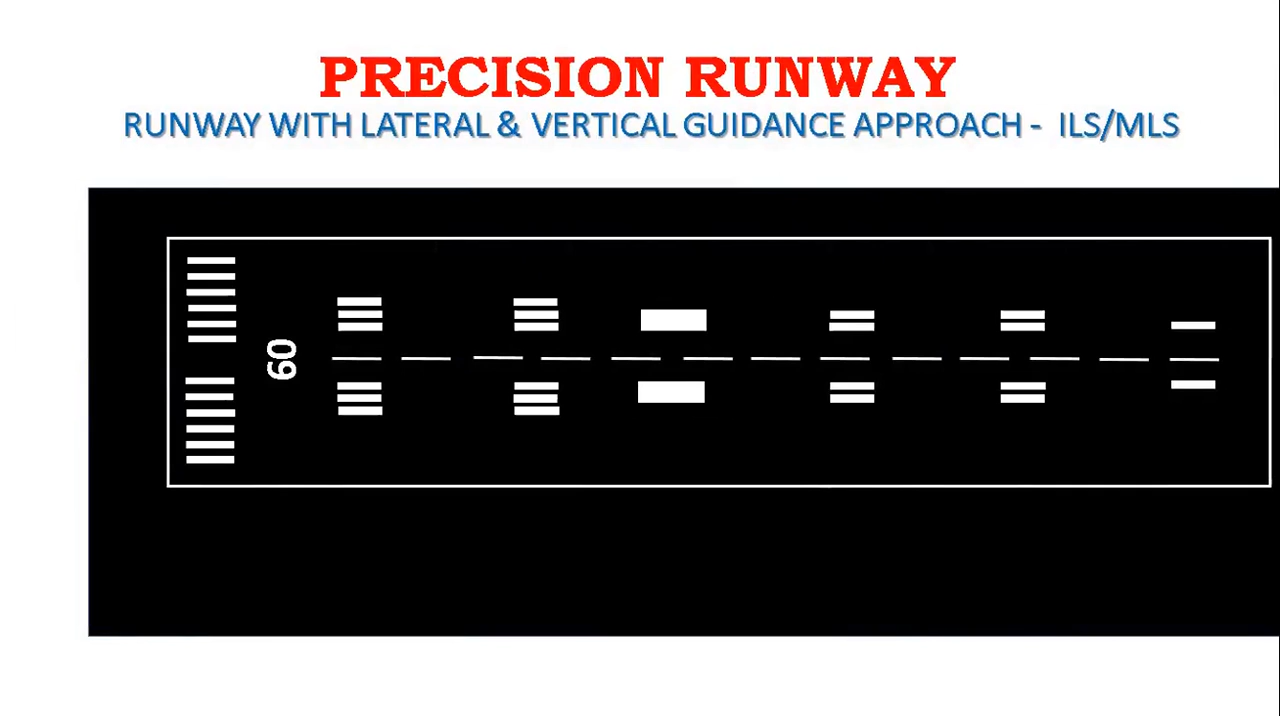 PRECISION RUNWAY
RUNWAY WITH LATERAL & VERTICAL GUIDANCE APPROACH - ILS/MLS
09